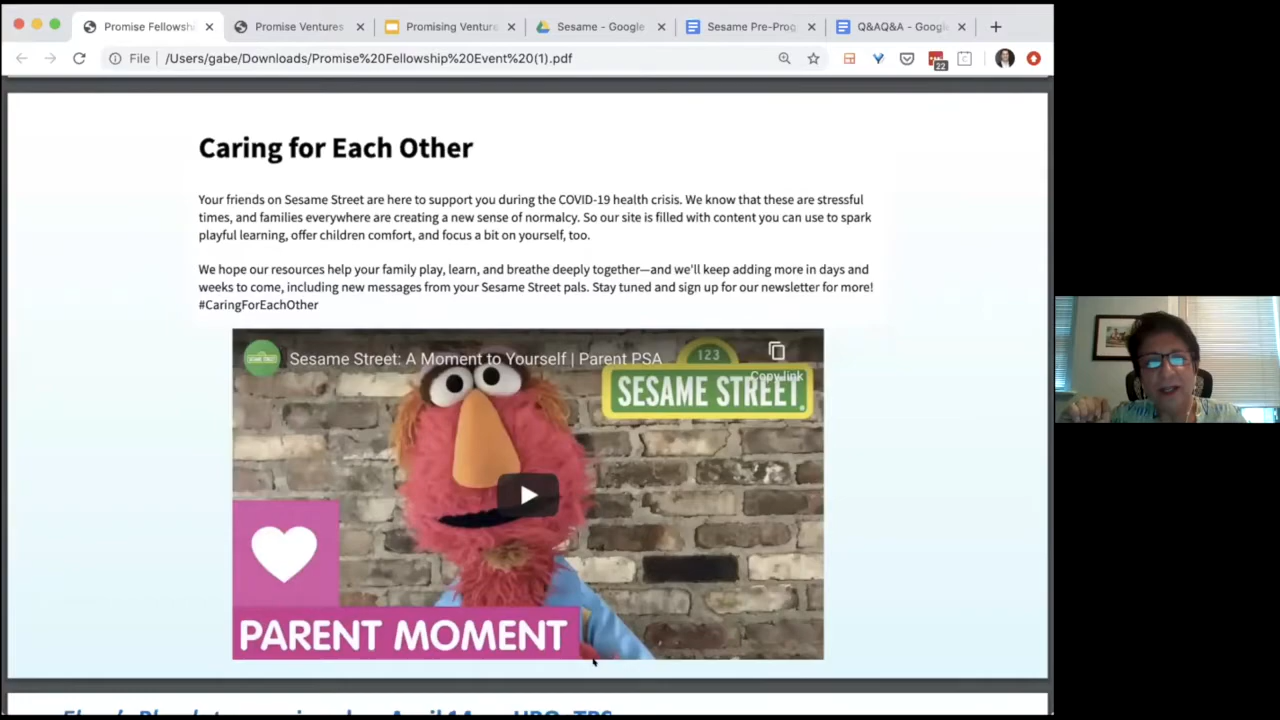 Promise Fellowsh
Promise Ventures
Promising Venture
Sesame - Google
Sesame Pre-Prog
Q&AQ&A - Goog
File
/Users/gabe/Downloads/Promise%20Fellowship%20Event%20(1).pdf
22
Caring for Each Other
Your friends on Sesame Street are here to support you during the COVID-19 health crisis. We know that these are stressful
times, and families everywhere are creating a new sense of normalcy. So our site is filled with content you can use to spark
playful learning, offer children comfort, and focus a bit on yourself, too.
We hope our resources help your family play, learn, and breathe deeply together—and we'll keep adding more in days and
weeks to come, including new messages from your Sesame Street pals. Stay tuned and sign up for our newsletter for more!
#CaringForEachOther
Sesame Street: A Moment to Yourself | Parent PSA
Copy link
123
SESAME STREET
PARENT MOMENT